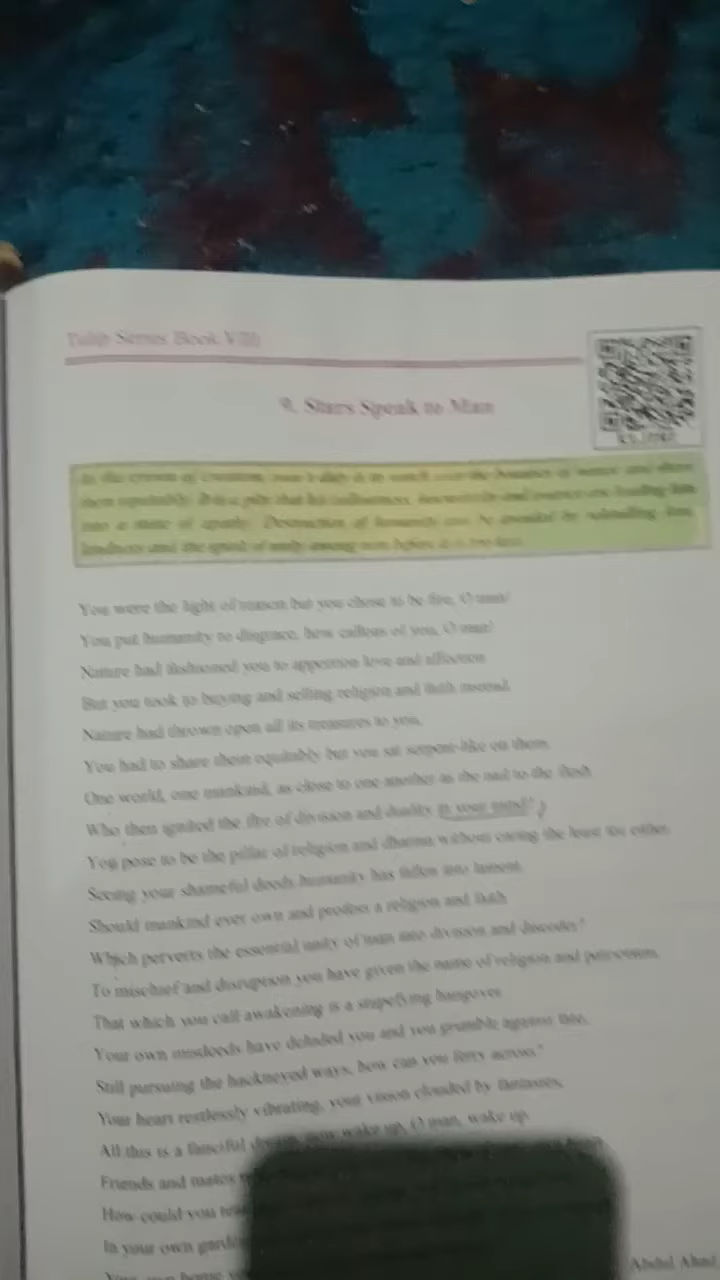 Tulip Series Book VIII
9. Stars Speak to Man
As the crown of creation, man's duty is to watch over the bounties of nature and share
them equitably. It is a pity that his callousness, insensitivity and are leading him
into a state of apathy. Destruction of humanity can be avoided by rekindling love,
kindness and the spirit of unity among men before it is too late.
You were the light of reason but you chose to be fire, O man!
You put humanity to disgrace, how callous of you, O man!
Nature had fashioned you to apportion love and affection
But you took to buying and selling religion and faith instead.
Nature had thrown open all its treasures to you,
You had to share them equitably but you sat serpent-like on them
One world, one mankind, as close to one another as the nail to the flesh
Who then ignited the fire of division and duality in your mind?
You pose to be the pillar of religion and dharma without caring the least for either.
Seeing your shameful deeds humanity has fallen into lament.
Should mankind ever own and profess a religion and faith
Which perverts the essential unity of man into division and discord?
To mischief and disruption you have given the name of religion and patriotism,
That which you call awakening is a stupefying hangover.
Your own misdeeds have deluded you and you grumble against fate,
Still pursuing the hackneyed ways, how can you ferry across?
Your heart restlessly vibrating, your vision clouded by fantasies,
All this is a fanciful wake up, O man, wake up.
Friends and mates
How could you
In your own
Your own home
Abdul Ahad